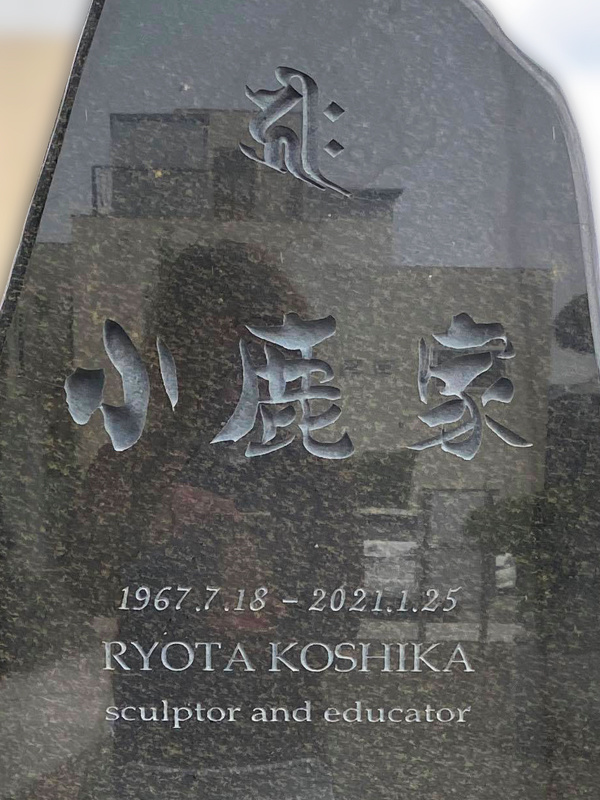 𑖮𑖿𑖨𑖱𑖾
小鹿家
1967.7.18 – 2021.1.25
RYOTA KOSHIKA
sculptor and educator